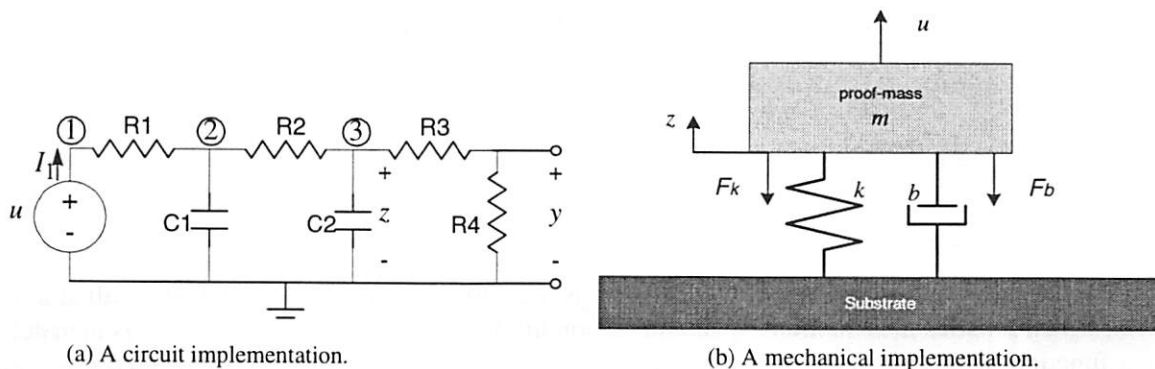 ① R1 ② R2 ③ R3
I₁
u + -
C1
C2
+ z -
R4
+ y -
(a) A circuit implementation.
u
proof-mass
m
z
Fk
k
b
Fb
Substrate
(b) A mechanical implementation.